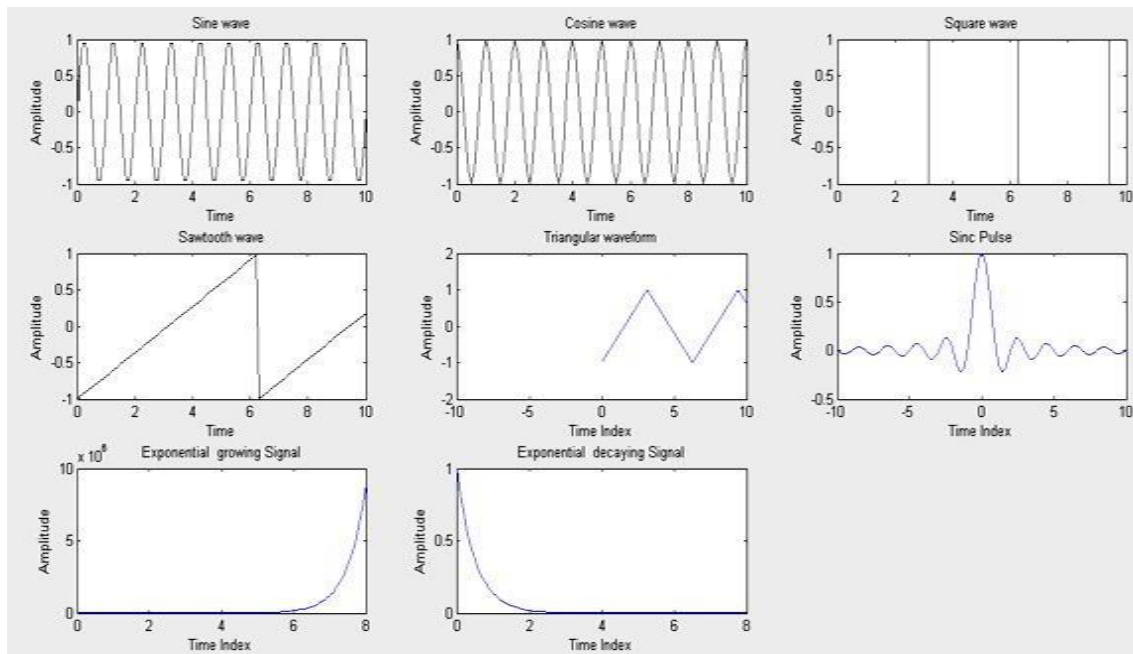 Sine wave
1
0.5
0
-0.5
-1
Amplitude
0 2 4 6 8 10
Time
Cosine wave
1
0.5
0
-0.5
-1
Amplitude
0 2 4 6 8 10
Time
Square wave
1
0.5
0
-0.5
-1
Amplitude
0 2 4 6 8 10
Time
Sawtooth wave
1
0.5
0
-0.5
-1
Amplitude
0 2 4 6 8 10
Time
Triangular waveform
2
1
0
-1
-2
Amplitude
-10 -5 0 5 10
Time Index
Sinc Pulse
1
0.5
0
-0.5
Amplitude
-10 -5 0 5 10
Time Index
x 10^6
Exponential growing Signal
10
5
0
Amplitude
0 2 4 6 8
Time Index
Exponential decaying Signal
1
0.5
0
Amplitude
0 2 4 6 8
Time Index